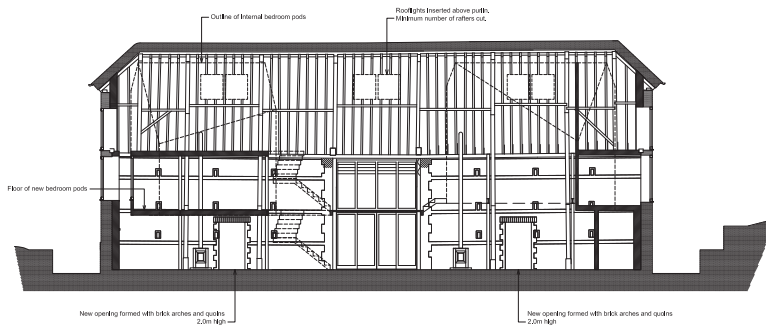 Outline of internal bedroom pods
Rooflights inserted above purlin.
Minimum number of rafters cut.
Floor of new bedroom pods
New opening formed with brick arches and quoins
2.0m high
New opening formed with brick arches and quoins
2.0m high